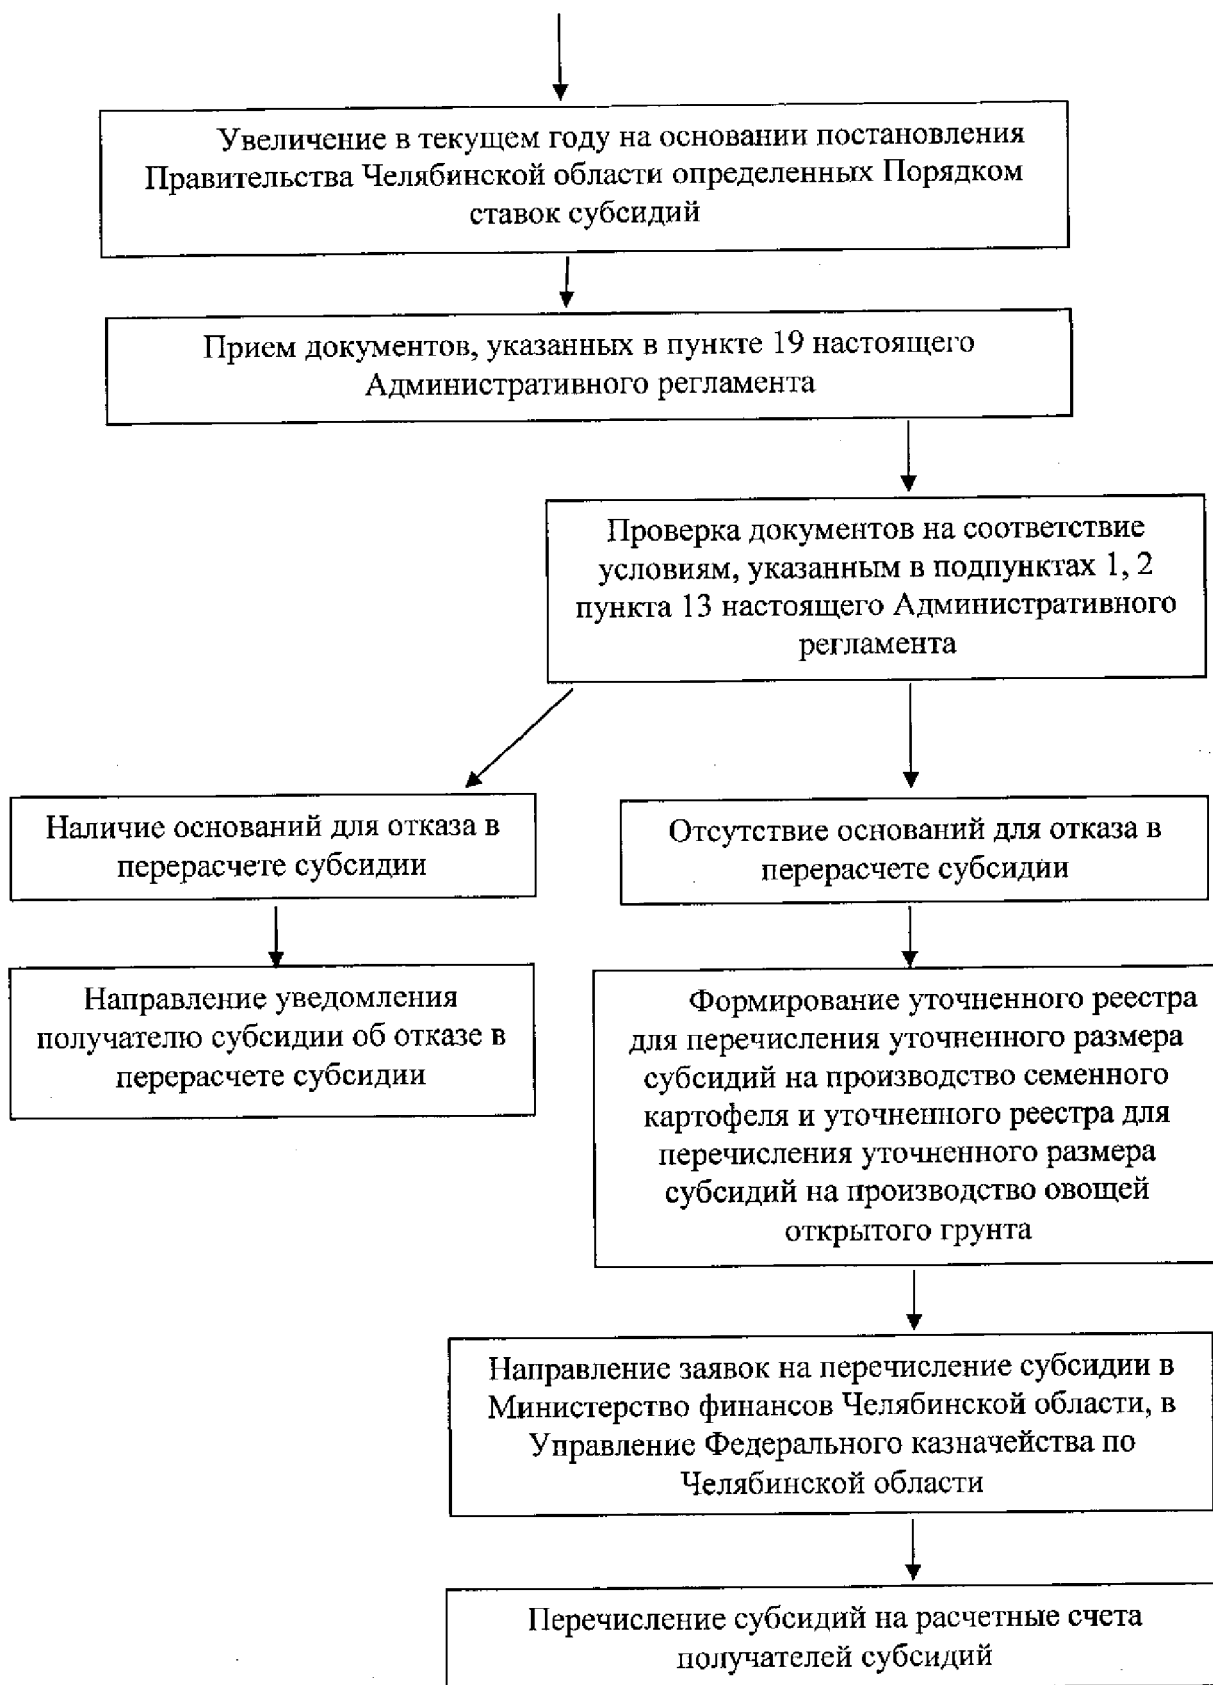 Увеличение в текущем году на основании постановления
Правительства Челябинской области определенных Порядком
ставок субсидий
Прием документов, указанных в пункте 19 настоящего
Административного регламента
Проверка документов на соответствие
условиям, указанным в подпунктах 1, 2
пункта 13 настоящего Административного
регламента
Наличие оснований для отказа в
перерасчете субсидии
Отсутствие оснований для отказа в
перерасчете субсидии
Направление уведомления
получателю субсидии об отказе в
перерасчете субсидии
Формирование уточненного реестра
для перечисления уточненного размера
субсидий на производство семенного
картофеля и уточненного реестра для
перечисления уточненного размера
субсидий на производство овощей
открытого грунта
Направление заявок на перечисление субсидии в
Министерство финансов Челябинской области, в
Управление Федерального казначейства по
Челябинской области
Перечисление субсидий на расчетные счета
получателей субсидий